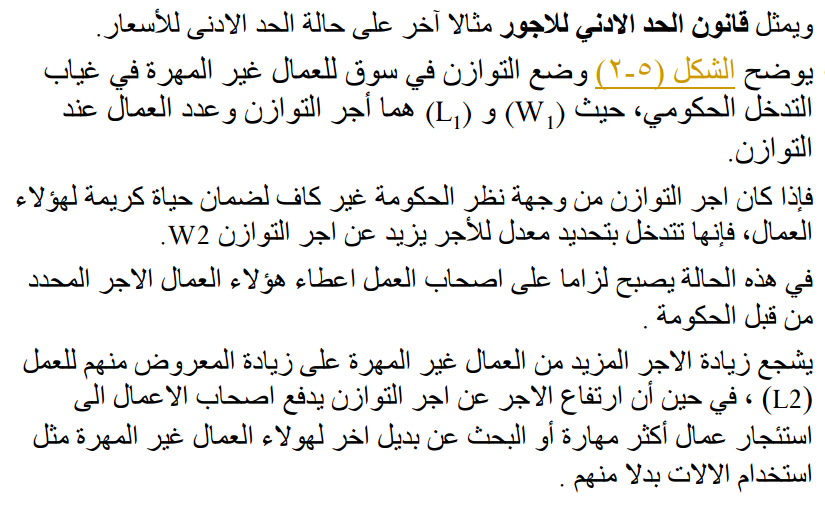 ويمثل قانون الحد الادني للاجور مثالا آخر على حالة الحد الادنى للأسعار.
يوضح الشكل (٥-٢) وضع التوازن في سوق للعمال غير المهرة في غياب
التدخل الحكومي، حيث (W1) و (L1) هما أجر التوازن وعدد العمال عند
التوازن.
فإذا كان اجر التوازن من وجهة نظر الحكومة غير كاف لضمان حياة كريمة لهؤلاء
العمال، فإنها تتدخل بتحديد معدل للأجر يزيد عن اجر التوازن W2.
في هذه الحالة يصبح لزاما على اصحاب العمل اعطاء هؤلاء العمال الاجر المحدد
من قبل الحكومة .
يشجع زيادة الاجر المزيد من العمال غير المهرة على زيادة المعروض منهم للعمل
(L2) ، في حين أن ارتفاع الاجر عن اجر التوازن يدفع اصحاب الاعمال الى
استئجار عمال أكثر مهارة أو البحث عن بديل اخر لهولاء العمال غير المهرة مثل
استخدام الالات بدلا منهم .